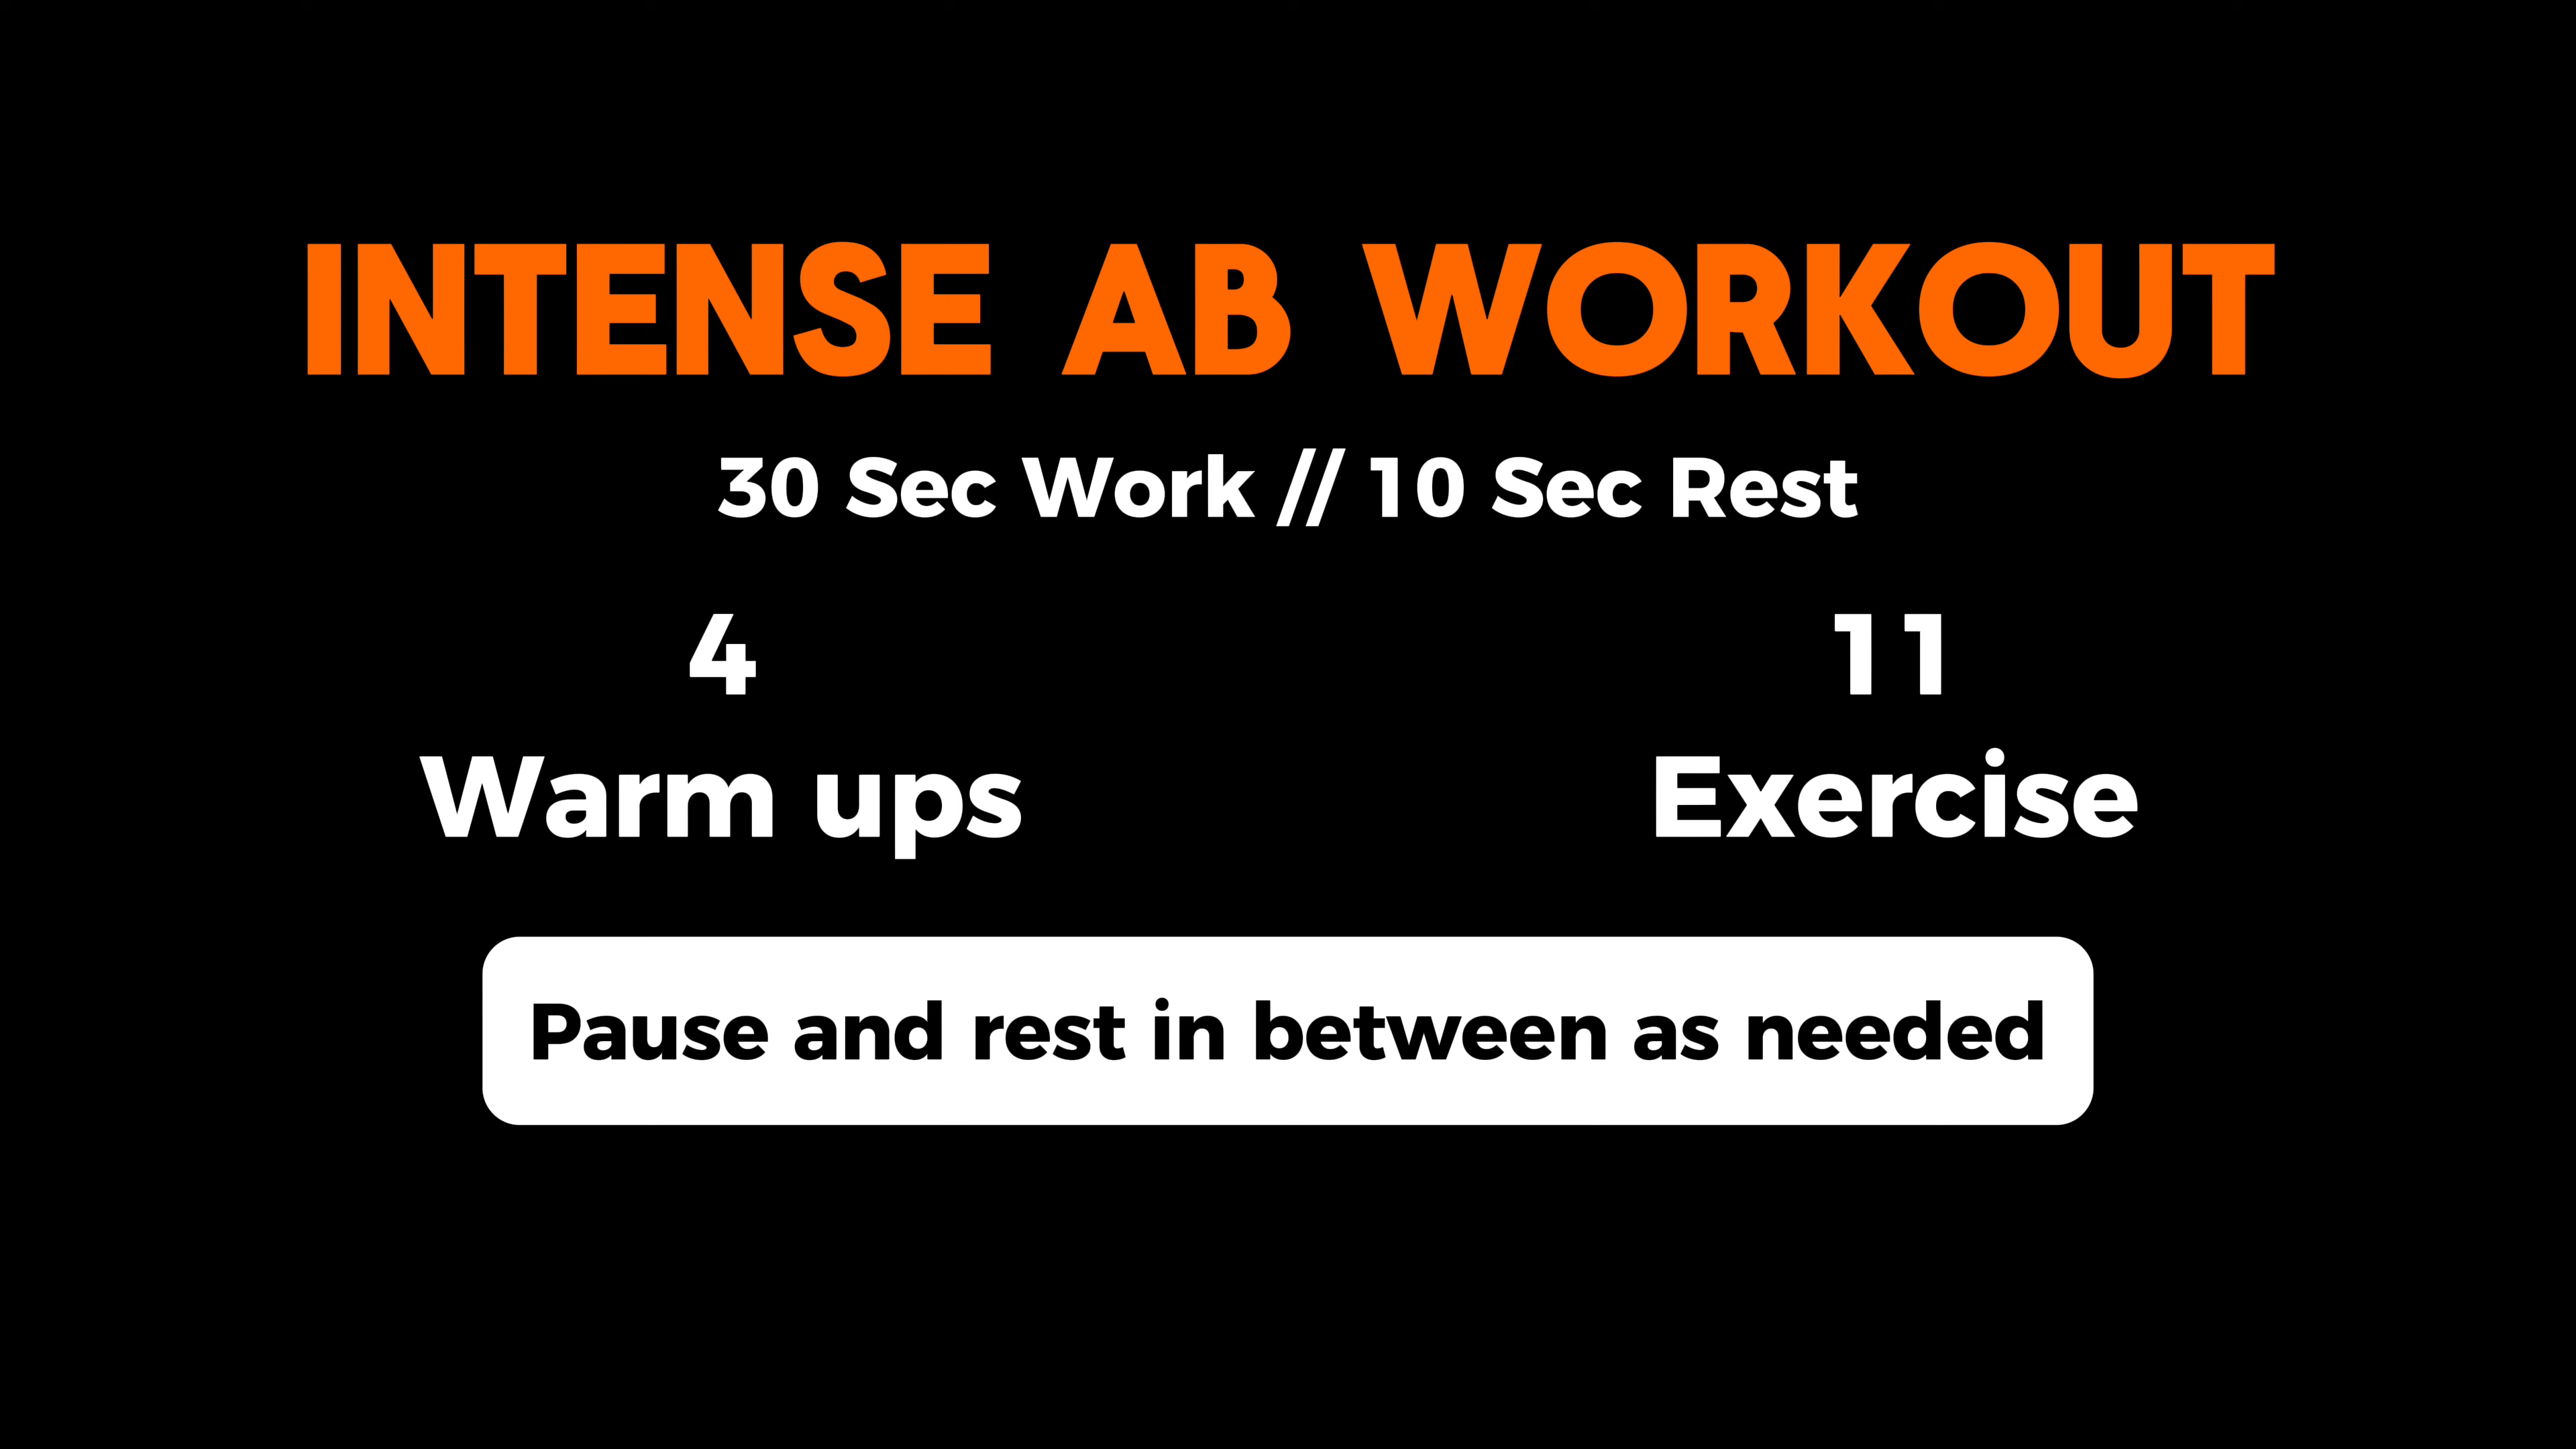 INTENSE AB WORKOUT
30 Sec Work // 10 Sec Rest
4
Warm ups
11
Exercise
Pause and rest in between as needed